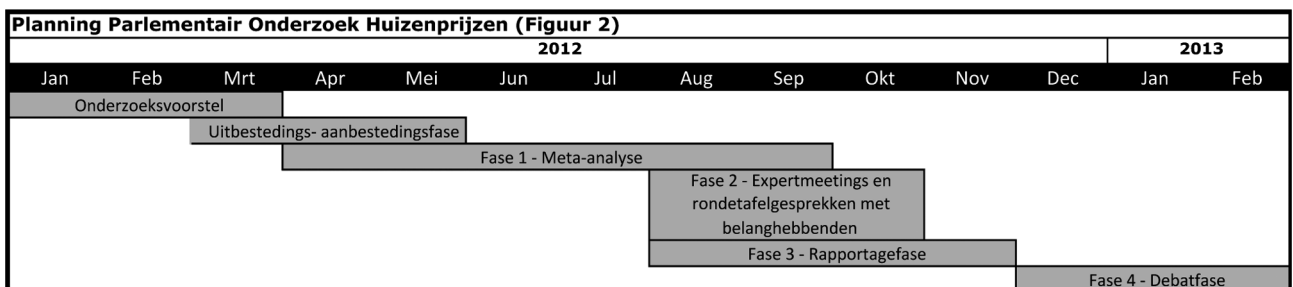 Planning Parlementair Onderzoek Huizenprijzen (Figuur 2)
2012 2013
Jan Feb Mrt Apr Mei Jun Jul Aug Sep Okt Nov Dec Jan Feb
Onderzoeksvoorstel
Uitbestedings- aanbestedingsfase
Fase 1 - Meta-analyse
Fase 2 - Expertmeetings en
rondetafelgesprekken met
belanghebbenden
Fase 3 - Rapportagefase
Fase 4 - Debatfase